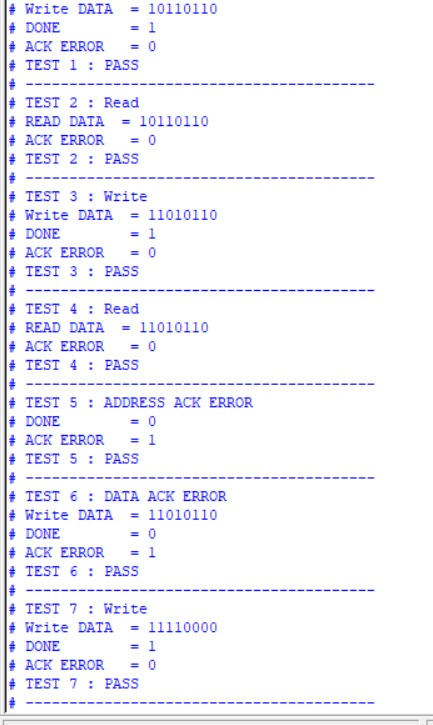 # Write DATA  = 10110110
# DONE        = 1
# ACK ERROR   = 0
# TEST 1 : PASS
# ----------------------------------------
# TEST 2 : Read
# READ DATA  = 10110110
# ACK ERROR   = 0
# TEST 2 : PASS
# ----------------------------------------
# TEST 3 : Write
# Write DATA  = 11010110
# DONE        = 1
# ACK ERROR   = 0
# TEST 3 : PASS
# ----------------------------------------
# TEST 4 : Read
# READ DATA  = 11010110
# ACK ERROR   = 0
# TEST 4 : PASS
# ----------------------------------------
# TEST 5 : ADDRESS ACK ERROR
# DONE        = 0
# ACK ERROR   = 1
# TEST 5 : PASS
# ----------------------------------------
# TEST 6 : DATA ACK ERROR
# Write DATA  = 11010110
# DONE        = 0
# ACK ERROR   = 1
# TEST 6 : PASS
# ----------------------------------------
# TEST 7 : Write
# Write DATA  = 11110000
# DONE        = 1
# ACK ERROR   = 0
# TEST 7 : PASS
# ----------------------------------------